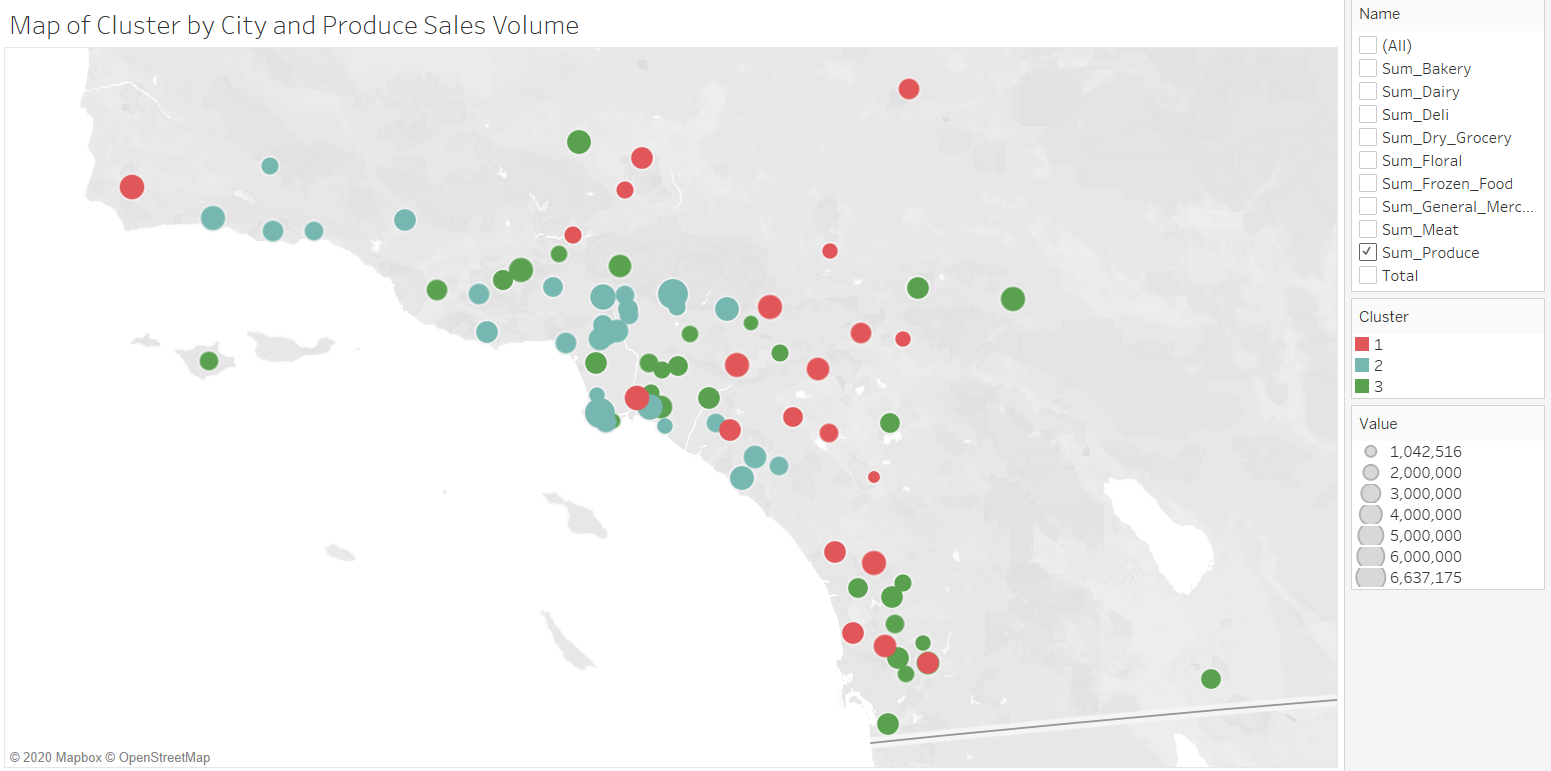 Map of Cluster by City and Produce Sales Volume
© 2020 Mapbox © OpenStreetMap
Name
(All)
Sum_Bakery
Sum_Dairy
Sum_Deli
Sum_Dry_Grocery
Sum_Floral
Sum_Frozen_Food
Sum_General_Merc...
Sum_Meat
Sum_Produce
Total
Cluster
1
2
3
Value
1,042,516
2,000,000
3,000,000
4,000,000
5,000,000
6,000,000
6,637,175